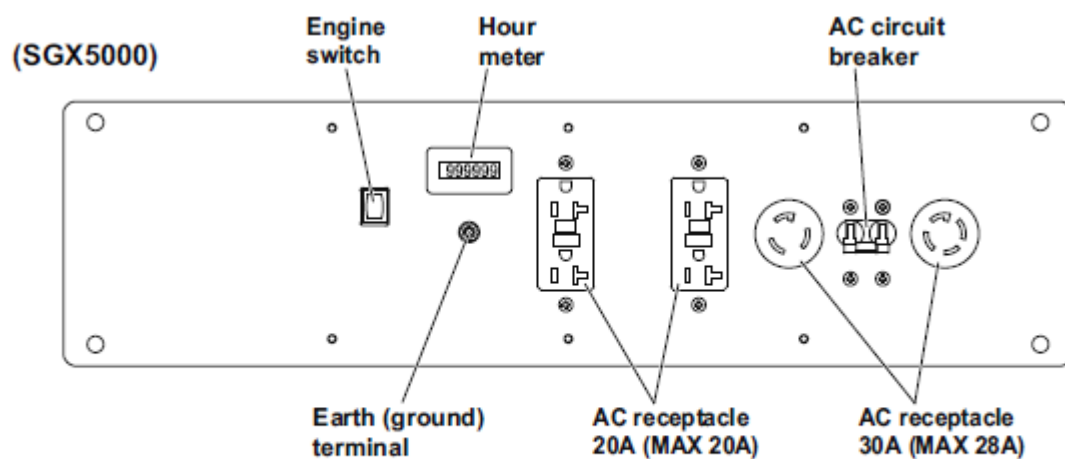 (SGX5000)
Engine
switch
Hour
meter
AC circuit
breaker
999999
Earth (ground)
terminal
AC receptacle
20A (MAX 20A)
AC receptacle
30A (MAX 28A)